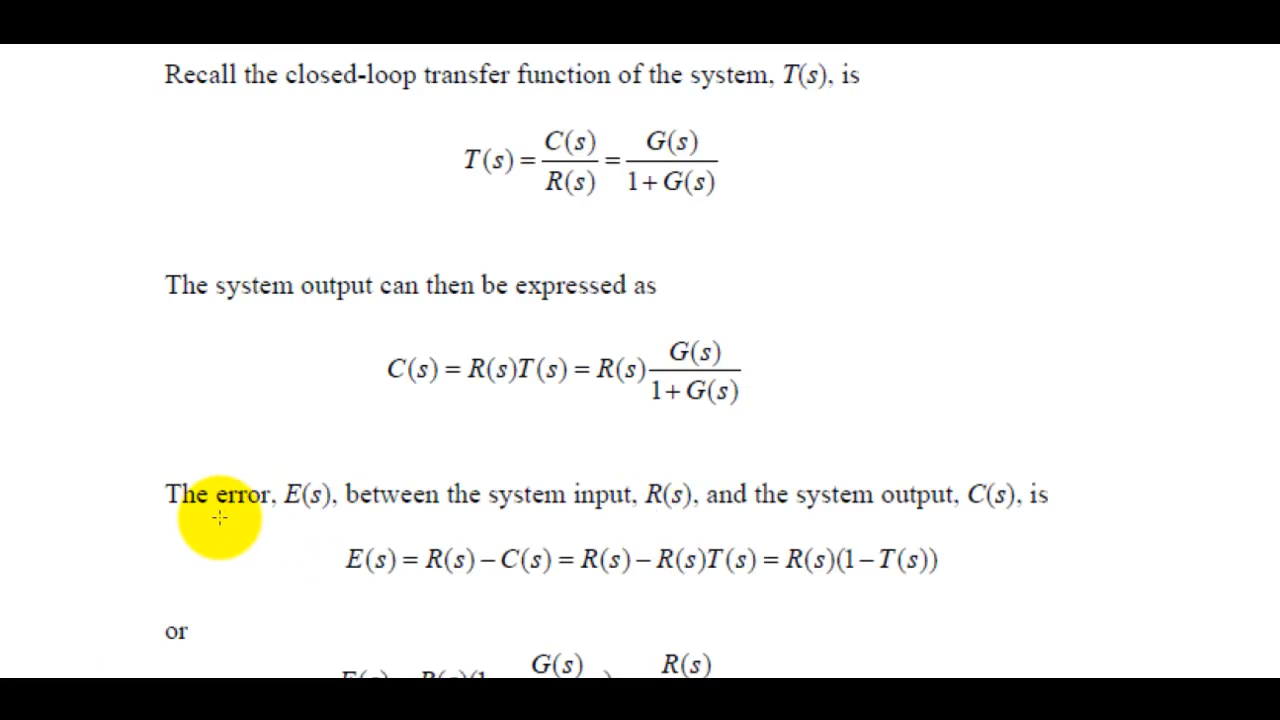 Recall the closed-loop transfer function of the system, T(s), is
T(s) = C(s)/R(s) = G(s)/(1+G(s))
The system output can then be expressed as
C(s) = R(s)T(s) = R(s) G(s)/(1+G(s))
The error, E(s), between the system input, R(s), and the system output, C(s), is
E(s) = R(s) − C(s) = R(s) − R(s)T(s) = R(s)(1 − T(s))
or
G(s) R(s)